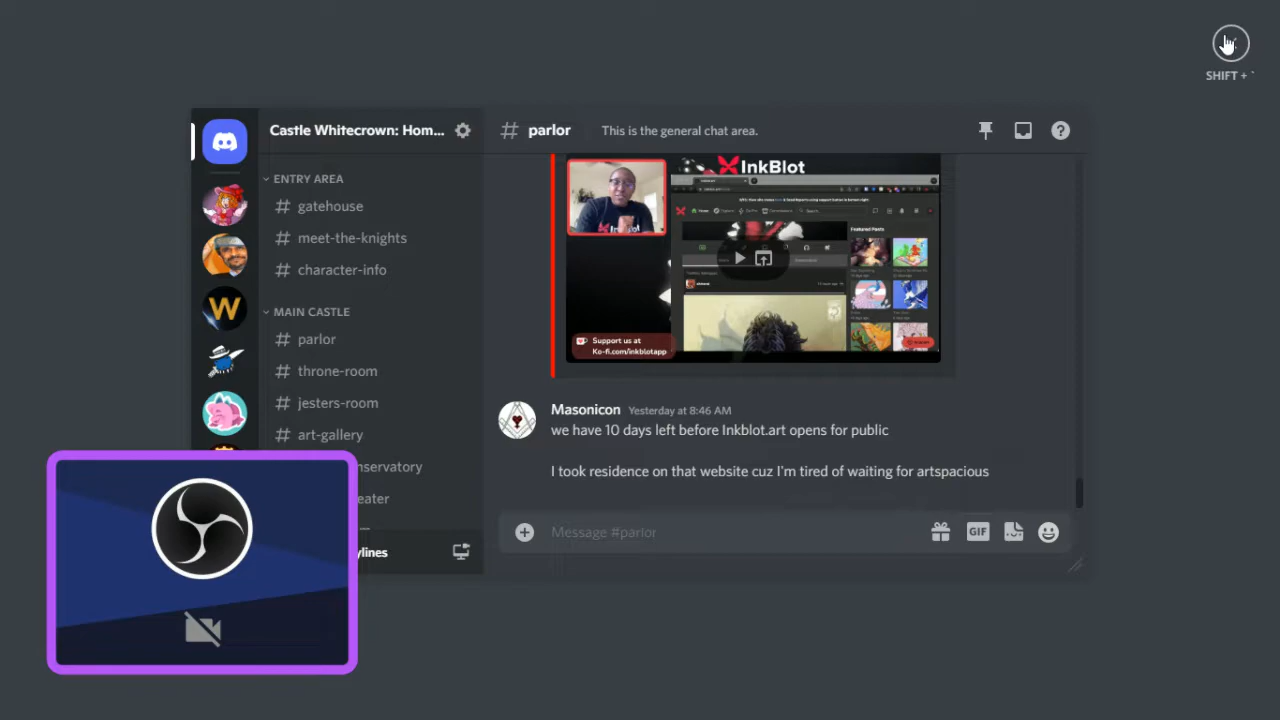 SHIFT + `
Castle Whitecrown: Hom...
ENTRY AREA
gatehouse
meet-the-knights
character-info
MAIN CASTLE
parlor
throne-room
jesters-room
art-gallery
nservatory
eater
ylines
# parlor This is the general chat area.
InkBlot
Featured Posts
Support us at
Ko-fi.com/inkblotapp
Masonicon Yesterday at 8:46 AM
we have 10 days left before Inkblot.art opens for public
I took residence on that website cuz I'm tired of waiting for artspacious
Message #parlor
GIF